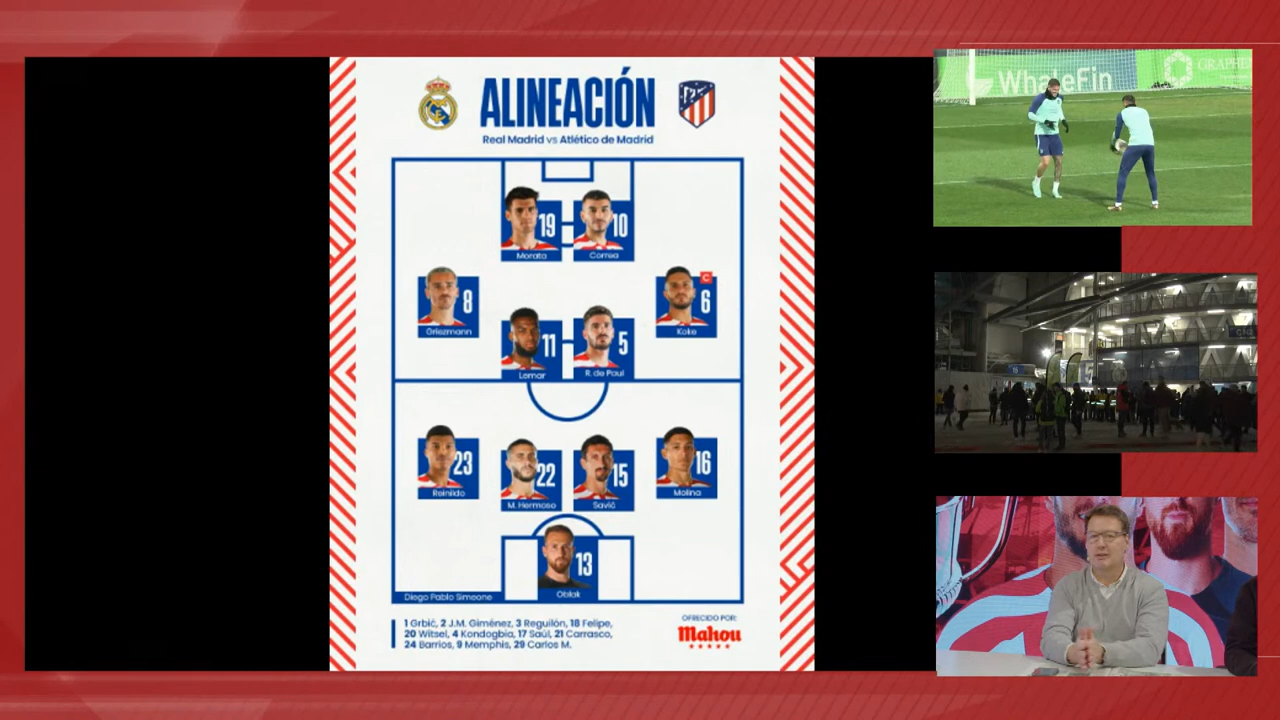 ALINEACIÓN
Real Madrid vs Atlético de Madrid
19
Morata
10
Correa
8
Griezmann
C
6
Koke
11
Lemar
5
R. de Paul
23
Reinildo
22
M. Hermoso
15
Savić
16
Molina
13
Oblak
Diego Pablo Simeone
1 Grbić, 2 J.M. Giménez, 3 Reguilón, 18 Felipe,
20 Witsel, 4 Kondogbia, 17 Saúl, 21 Carrasco,
24 Barrios, 9 Memphis, 29 Carlos M.
OFRECIDO POR:
Mahou
WhaleFin